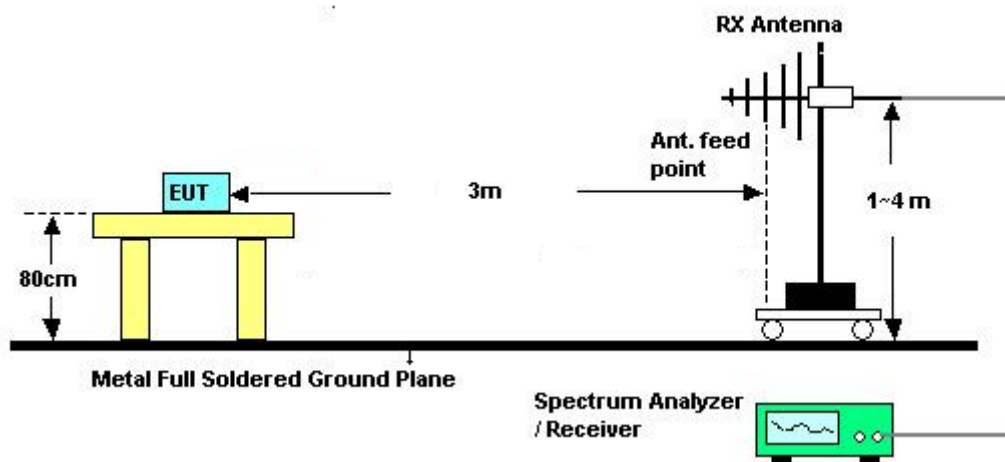 RX Antenna
Ant. feed
point
EUT
3m
1~4 m
80cm
Metal Full Soldered Ground Plane
Spectrum Analyzer
/ Receiver